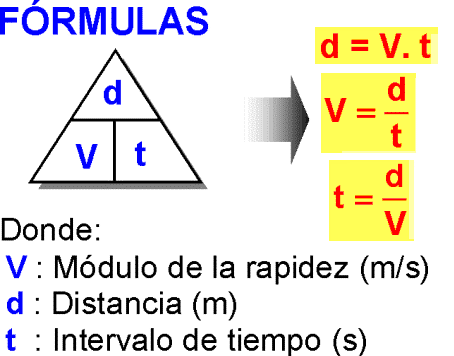 FÓRMULAS
d
V t
d = V. t
V = d/t
t = d/V
Donde:
V : Módulo de la rapidez (m/s)
d : Distancia (m)
t : Intervalo de tiempo (s)